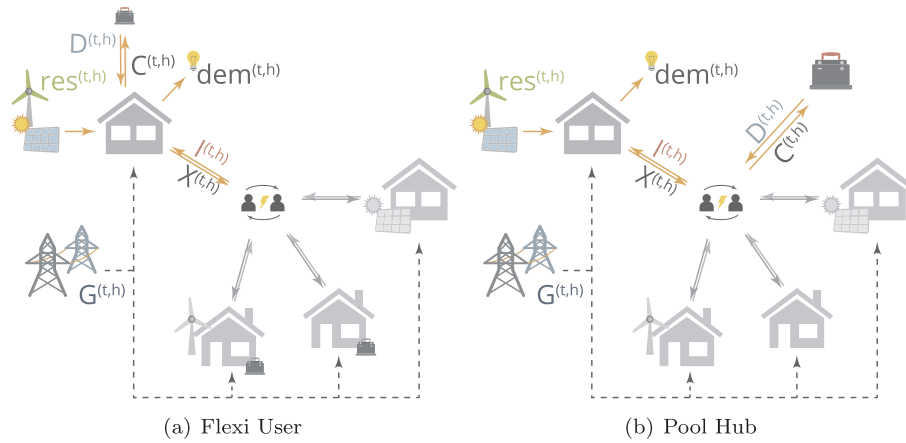 D(t,h)
C(t,h)
res(t,h)
dem(t,h)
I(t,h)
X(t,h)
G(t,h)
(a) Flexi User
res(t,h)
dem(t,h)
D(t,h)
C(t,h)
I(t,h)
X(t,h)
G(t,h)
(b) Pool Hub